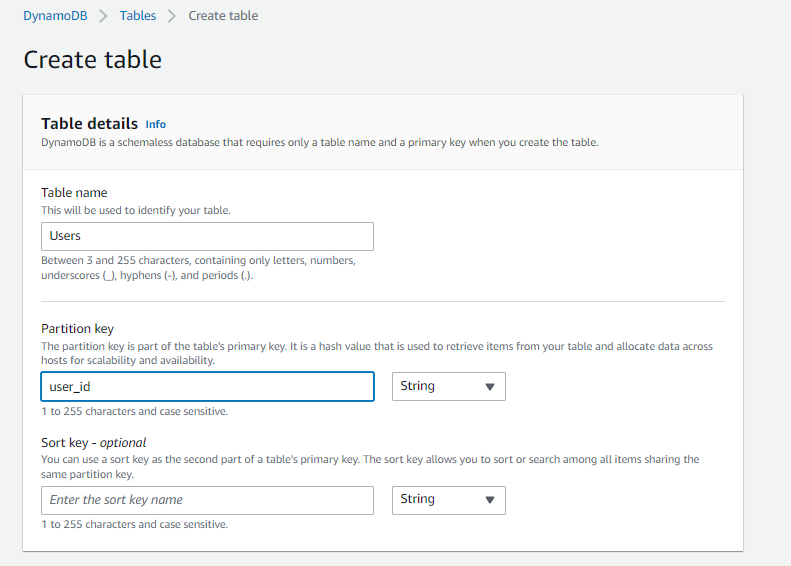 DynamoDB > Tables > Create table
Create table
Table details Info
DynamoDB is a schemaless database that requires only a table name and a primary key when you create the table.
Table name
This will be used to identify your table.
Users
Between 3 and 255 characters, containing only letters, numbers,
underscores (_), hyphens (-), and periods (.).
Partition key
The partition key is part of the table's primary key. It is a hash value that is used to retrieve items from your table and allocate data across
hosts for scalability and availability.
user_id String
1 to 255 characters and case sensitive.
Sort key - optional
You can use a sort key as the second part of a table's primary key. The sort key allows you to sort or search among all items sharing the
same partition key.
Enter the sort key name String
1 to 255 characters and case sensitive.